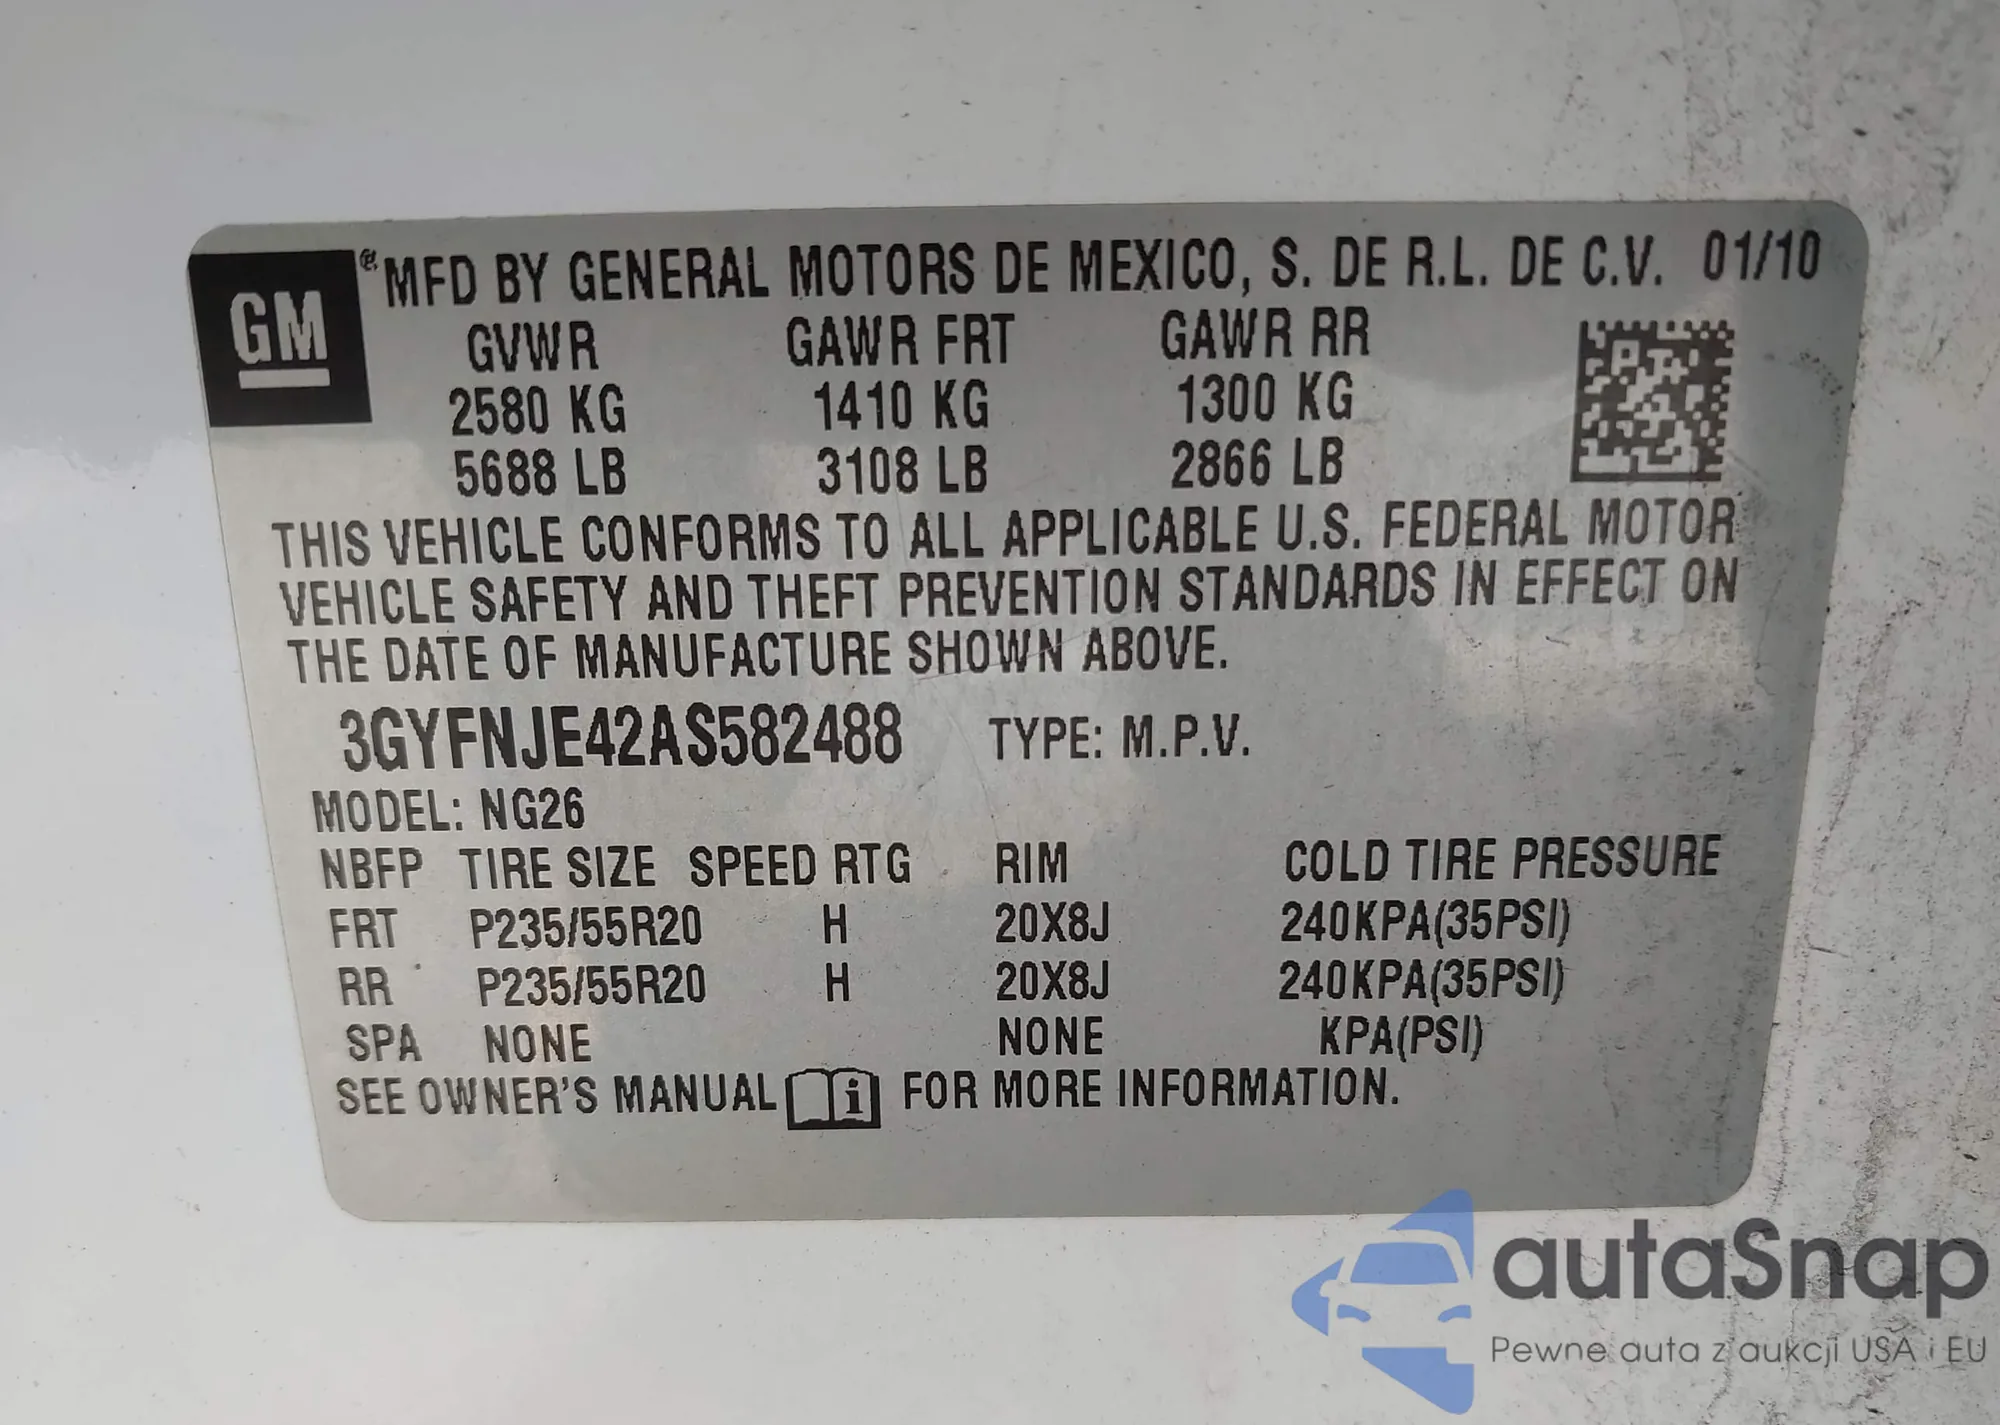 GM
® MFD BY GENERAL MOTORS DE MEXICO, S. DE R.L. DE C.V. 01/10
GVWR GAWR FRT GAWR RR
2580 KG 1410 KG 1300 KG
5688 LB 3108 LB 2866 LB
THIS VEHICLE CONFORMS TO ALL APPLICABLE U.S. FEDERAL MOTOR
VEHICLE SAFETY AND THEFT PREVENTION STANDARDS IN EFFECT ON
THE DATE OF MANUFACTURE SHOWN ABOVE.
3GYFNJE42AS582488 TYPE: M.P.V.
MODEL: NG26
NBFP TIRE SIZE SPEED RTG RIM COLD TIRE PRESSURE
FRT P235/55R20 H 20X8J 240KPA(35PSI)
RR P235/55R20 H 20X8J 240KPA(35PSI)
SPA NONE NONE KPA(PSI)
SEE OWNER'S MANUAL i FOR MORE INFORMATION.
autaSnap
Pewne auta z aukcji USA i EU